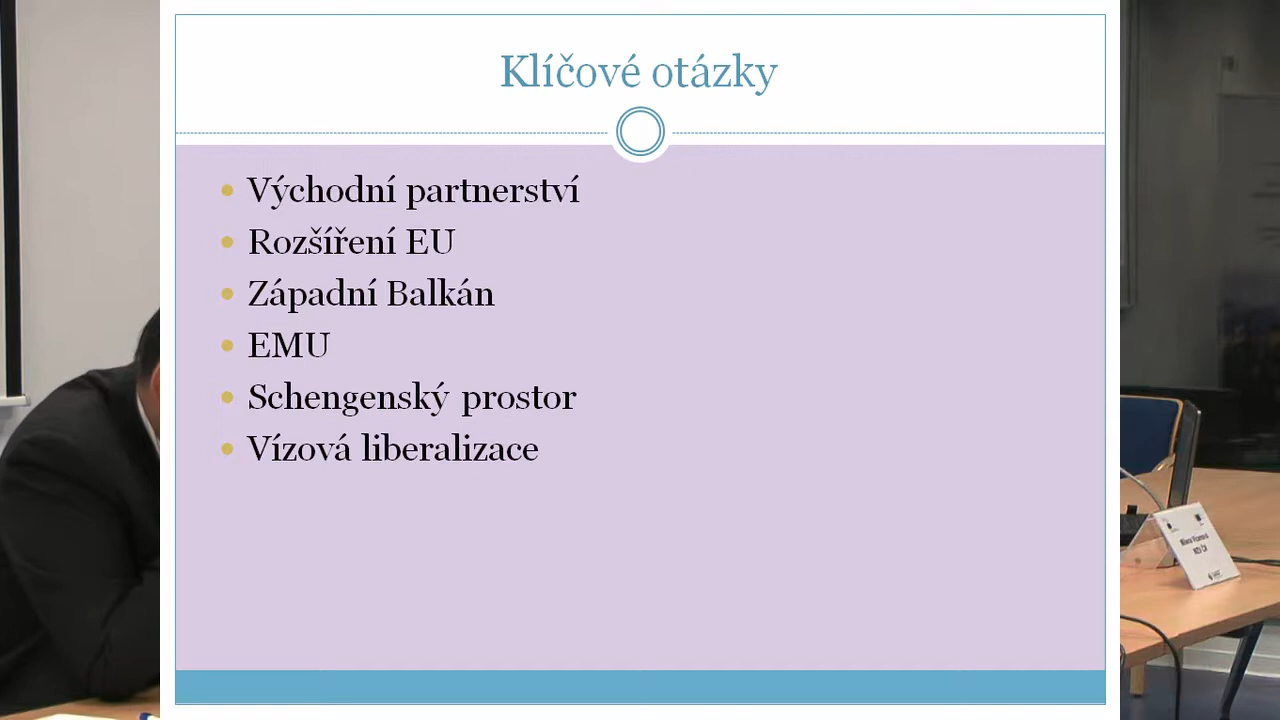 Klíčové otázky
Východní partnerství
Rozšíření EU
Západní Balkán
EMU
Schengenský prostor
Vízová liberalizace